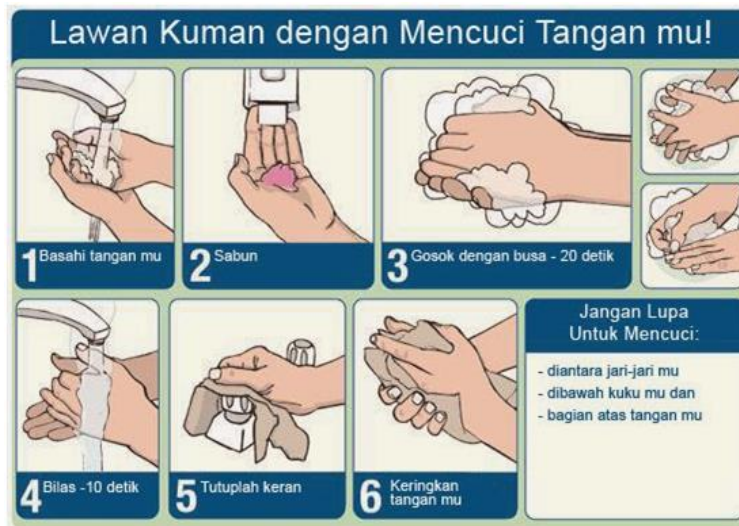 Lawan Kuman dengan Mencuci Tangan mu!
1 Basahi tangan mu
2 Sabun
3 Gosok dengan busa - 20 detik
4 Bilas -10 detik
5 Tutuplah keran
6 Keringkan
tangan mu
Jangan Lupa
Untuk Mencuci:
- diantara jari-jari mu
- dibawah kuku mu dan
- bagian atas tangan mu